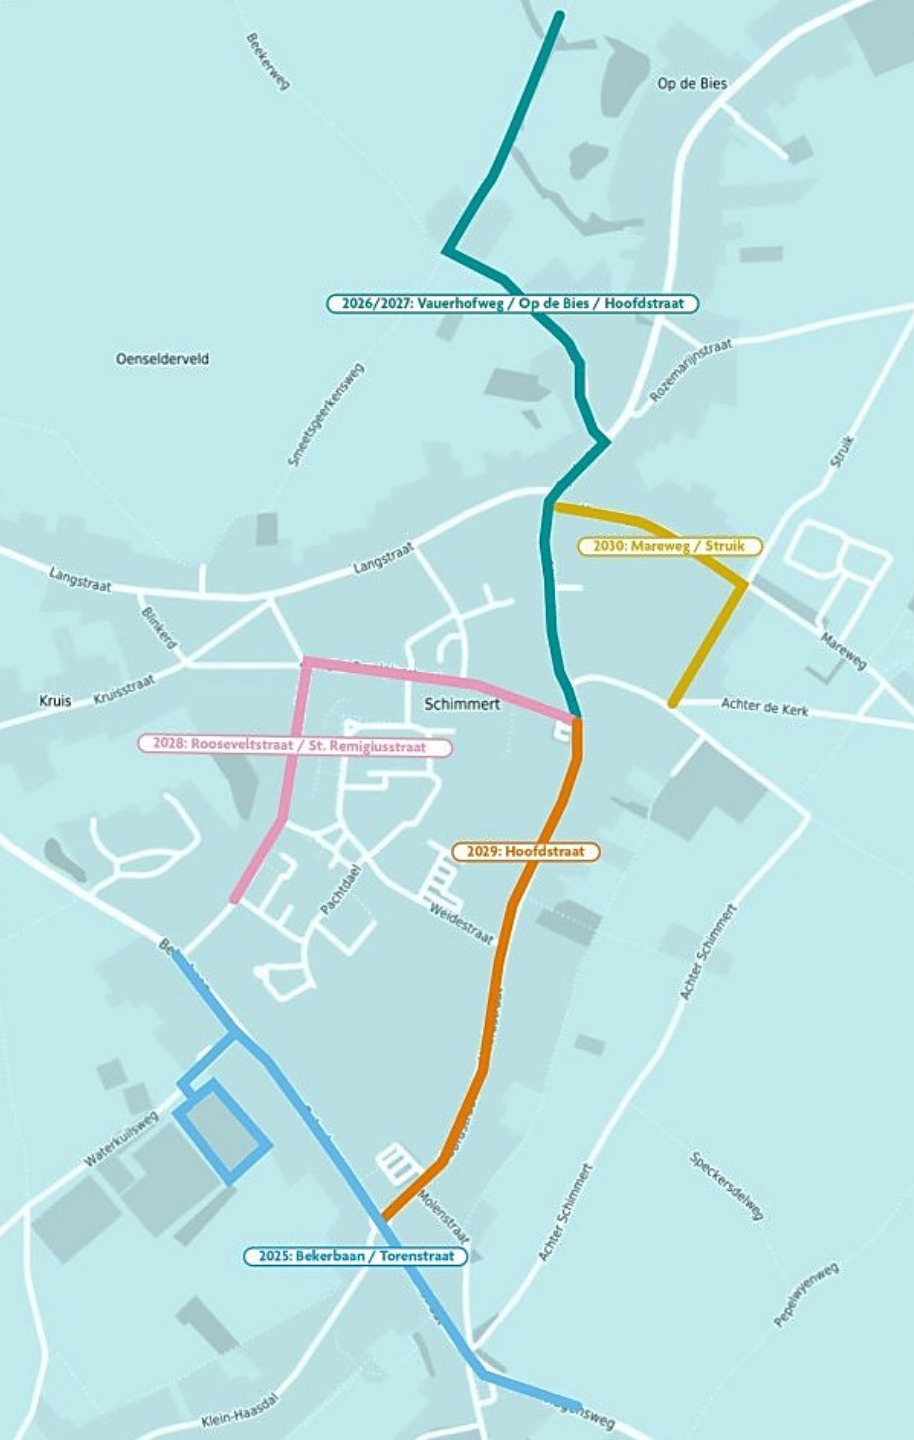 Beekerweg
Op de Bies
2026/2027: Vauerhofweg / Op de Bies / Hoofdstraat
Oenselderveld
Rozemarijnstraat
Smeetsgeerkensweg
Struik
2030: Mareweg / Struik
Langstraat
Langstraat
Blinkerd
Mareweg
Kruis
Kruisstraat
Schimmert
Achter de Kerk
2028: Rooseveltstraat / St. Remigiusstraat
2029: Hoofdstraat
Pachtdael
Weidestraat
Achter Schimmert
Waterkuilsweg
Speckersdelweg
Molenstraat
Achter Schimmert
2025: Bekerbaan / Torenstraat
Pepelwyenweg
Klein-Haasdal